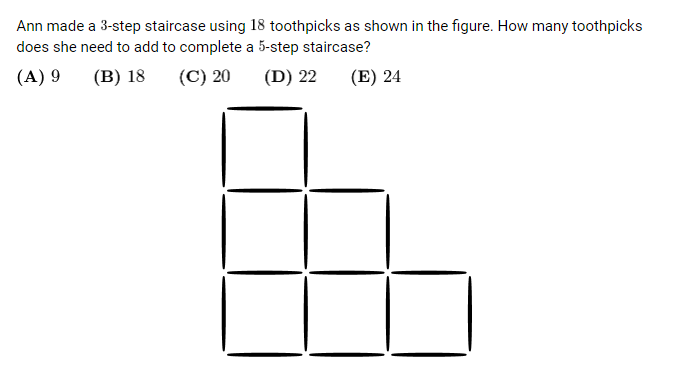 Ann made a 3-step staircase using 18 toothpicks as shown in the figure. How many toothpicks
does she need to add to complete a 5-step staircase?
(A) 9 (B) 18 (C) 20 (D) 22 (E) 24